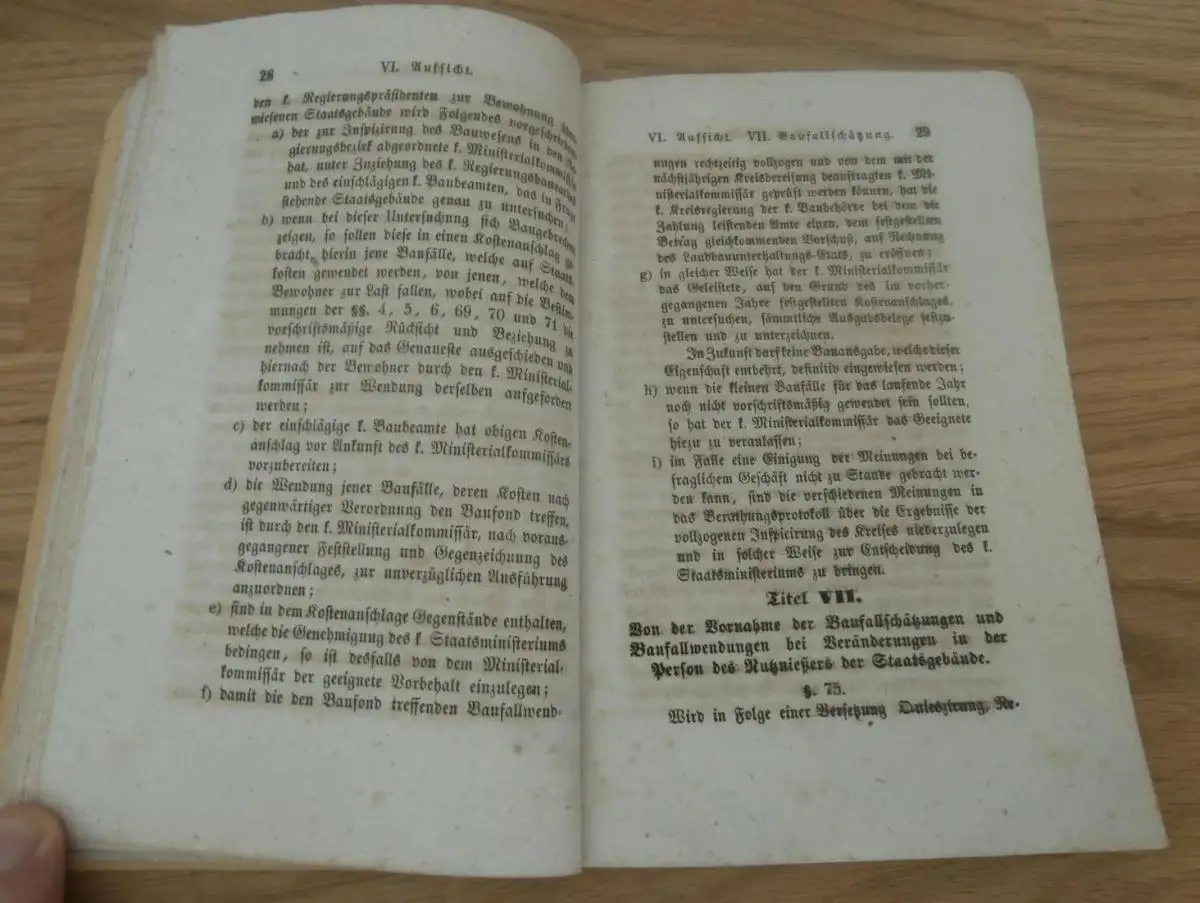 28
VI. Aufsicht.
den k. Regierungspräsidenten zur Bewohnung
wiesenen Staatsgebäude wird Folgendes vorgeschrieben
a) der zur Inspizirung des Bauwesens in den
gierungsbezirk abgeordnete k. Ministerialkommissär
hat, unter Zuziehung des k. Regierungsbaurathes
und des einschlägigen k. Baubeamten, das in Frage
stehende Staatsgebäude genau zu untersuchen;
b) wenn bei dieser Untersuchung sich Baugebrechen
zeigen, so sollen diese in einen Kostenanschlag
bracht, hierin jene Baufälle, welche auf Staats-
kosten gewendet werden, von jenen, welche dem
Bewohner zur Last fallen, wobei auf die Bestim-
mungen der §§. 4, 5, 6, 69, 70 und 71 die
vorschriftsmäßige Rücksicht und Beziehung zu
nehmen ist, auf das Genaueste ausgeschieden und
hiernach der Bewohner durch den k. Ministerial-
kommissär zur Wendung derselben aufgefordert
werden;
c) der einschlägige k. Baubeamte hat obigen Kosten-
anschlag vor Ankunft des k. Ministerialkommissärs
vorzubereiten;
d) die Wendung jener Baufälle, deren Kosten nach
gegenwärtiger Verordnung den Baufond treffen,
ist durch den k. Ministerialkommissär, nach voraus-
gegangener Feststellung und Gegenzeichnung des
Kostenanschlages, zur unverzüglichen Ausführung
anzuordnen;
e) sind in dem Kostenanschlage Gegenstände enthalten,
welche die Genehmigung des k. Staatsministeriums
bedingen, so ist desfalls von dem Ministerial-
kommissär der geeignete Vorbehalt einzulegen;
f) damit die den Baufond treffenden Baufallwend-
VI. Aufsicht. VII. Baufallschätzung. 29
ungen rechtzeitig vollzogen und von dem mit der
nächstjährigen Kreisbereisung beauftragten k. Mi-
nisterialkommissär geprüft werden können, hat die
k. Kreisregierung der k. Baubehörde bei dem die
Zahlung leistenden Amte einen, dem festgestellten
Betrag gleichkommenden Vorschuß, auf Rechnung
des Landbauunterhaltungs-Etats, zu eröffnen;
g) in gleicher Weise hat der k. Ministerialkommissär
das Geleistete, auf den Grund des im vorher-
gegangenen Jahre festgestellten Kostenanschlages,
zu untersuchen, sämmtliche Ausgabsbelege festzu-
stellen und zu unterzeichnen.
In Zukunft darf keine Bauausgabe, welche dieser
Eigenschaft entbehrt, definitiv eingewiesen werden;
h) wenn die kleinen Baufälle für das laufende Jahr
noch nicht vorschriftsmäßig gewendet sein sollten,
so hat der k. Ministerialkommissär das Geeignete
hiezu zu veranlassen;
i) im Falle eine Einigung der Meinungen bei be-
fraglichem Geschäft nicht zu Stande gebracht wer-
den kann, sind die verschiedenen Meinungen in
das Berathungsprotokoll über die Ergebnisse der
vollzogenen Inspicirung des Kreises niederzulegen
und in solcher Weise zur Entscheidung des k.
Staatsministeriums zu bringen.
Titel VII.
Von der Vornahme der Baufallschätzungen und
Baufallwendungen bei Veränderungen in der
Person des Nutznießers der Staatsgebäude.
§. 75.
Wird in Folge einer Versetzung Quieszirung, Re-